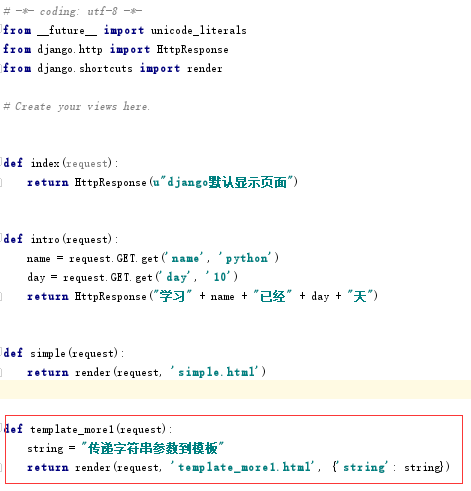 # -*- coding: utf-8 -*-
from __future__ import unicode_literals
from django.http import HttpResponse
from django.shortcuts import render
# Create your views here.
def index(request):
    return HttpResponse(u"django默认显示页面")
def intro(request):
    name = request.GET.get('name', 'python')
    day = request.GET.get('day', '10')
    return HttpResponse("学习" + name + "已经" + day + "天")
def simple(request):
    return render(request, 'simple.html')
def template_more1(request):
    string = "传递字符串参数到模板"
    return render(request, 'template_more1.html', {'string': string})